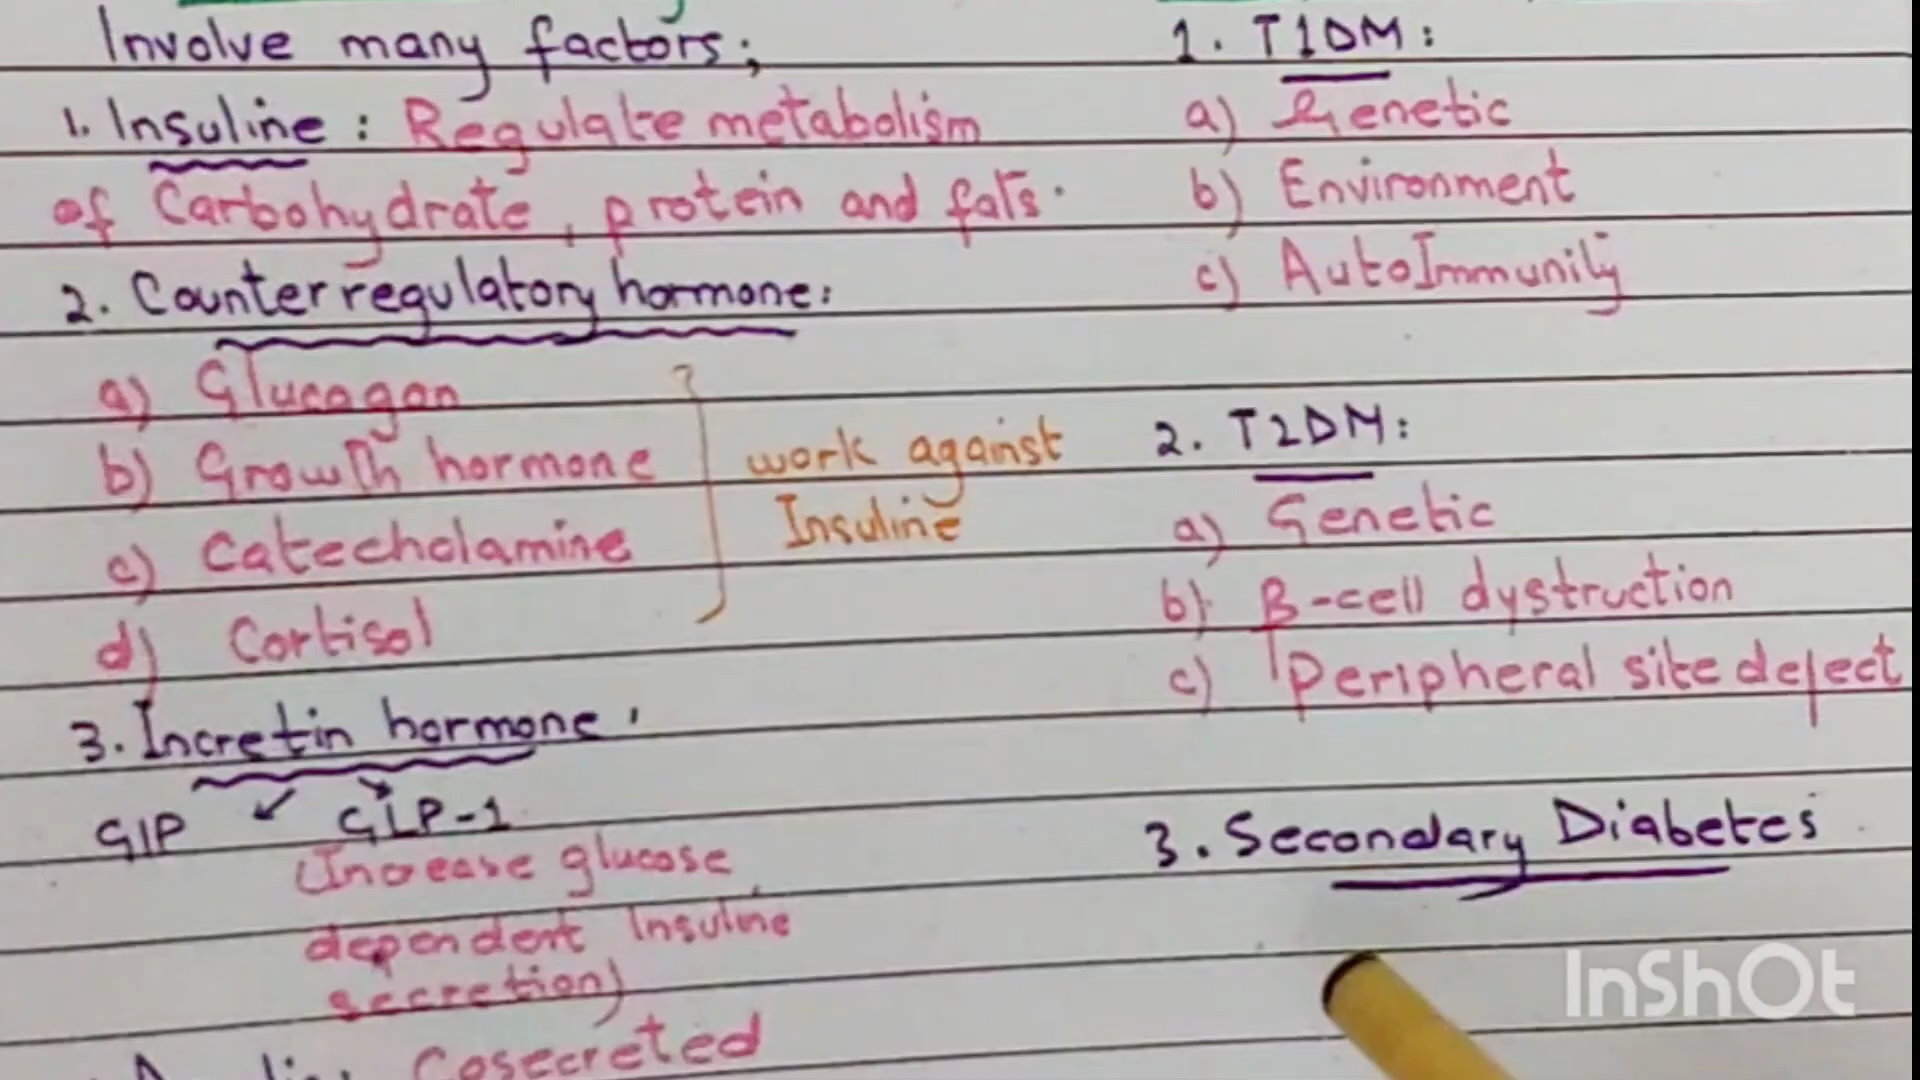 Involve many factors;
1. Insuline : Regulate metabolism
of Carbohydrate, protein and fats.
2. Counter regulatory hormone:
a) Glucagon
b) Growth hormone
c) Catecholamine
d) Cortisol
work against
Insuline
3. Incretin hormone,
GIP GLP-1
(Increase glucose
dependent Insuline
secretion)
Cosecreted
1. T1DM:
a) Genetic
b) Environment
c) AutoImmunity
2. T2DM:
a) Genetic
b) B-cell dystruction
c) Peripheral site defect
3. Secondary Diabetes
InShOt